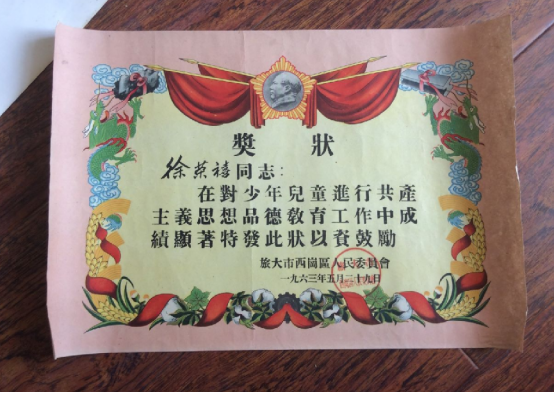 獎狀
徐荣禧同志：
在對少年兒童進行共產
主義思想品德敎育工作中成
績顯著特發此狀以資鼓勵
旅大市西崗區人民委員會
一九六三年五月二十九日